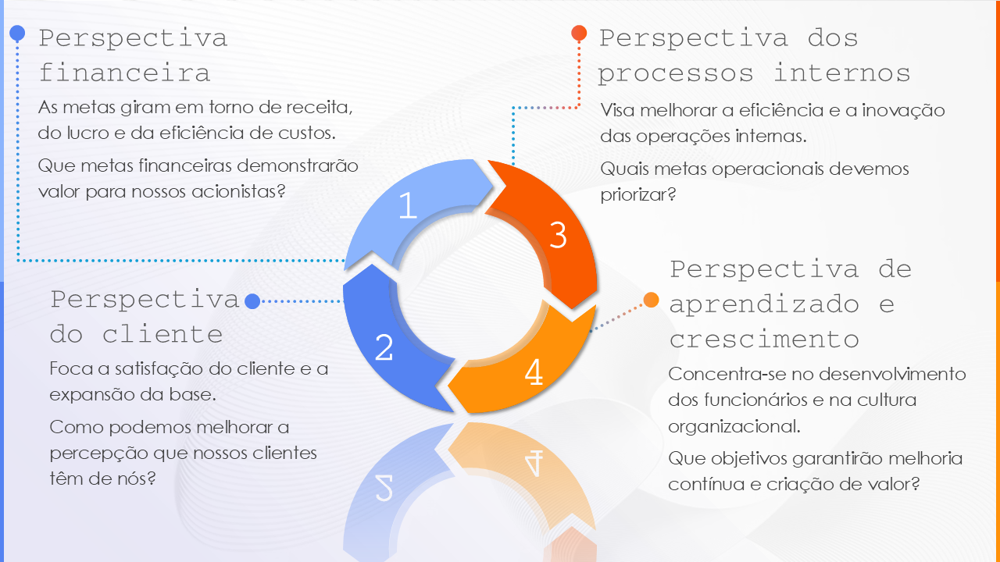 Perspectiva
financeira
As metas giram em torno de receita,
do lucro e da eficiência de custos.
Que metas financeiras demonstrarão
valor para nossos acionistas?
Perspectiva dos
processos internos
Visa melhorar a eficiência e a inovação
das operações internas.
Quais metas operacionais devemos
priorizar?
1
3
2
4
Perspectiva
do cliente
Foca a satisfação do cliente e a
expansão da base.
Como podemos melhorar a
percepção que nossos clientes
têm de nós?
Perspectiva de
aprendizado e
crescimento
Concentra-se no desenvolvimento
dos funcionários e na cultura
organizacional.
Que objetivos garantirão melhoria
contínua e criação de valor?